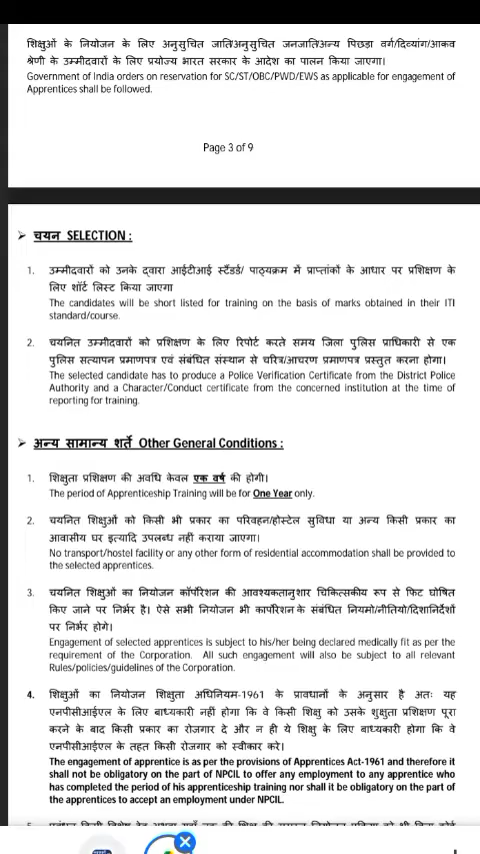 शिक्षुओं के नियोजन के लिए अनुसुचित जाति/अनुसुचित जनजाति/अन्य पिछड़ा वर्ग/दिव्यांग/आकव
श्रेणी के उम्मीदवारों के लिए प्रयोज्य भारत सरकार के आदेश का पालन किया जाएगा।
Government of India orders on reservation for SC/ST/OBC/PWD/EWS as applicable for engagement of
Apprentices shall be followed.
Page 3 of 9
➢ चयन SELECTION :
1. उम्मीदवारों को उनके द्वारा आईटीआई स्टैंडर्ड/ पाठ्यक्रम में प्राप्तांकों के आधार पर प्रशिक्षण के
लिए शॉर्ट लिस्ट किया जाएगा
The candidates will be short listed for training on the basis of marks obtained in their ITI
standard/course.
2. चयनित उम्मीदवारों को प्रशिक्षण के लिए रिपोर्ट करते समय जिला पुलिस प्राधिकारी से एक
पुलिस सत्यापन प्रमाणपत्र एवं संबंधित संस्थान से चरित्र/आचरण प्रमाणपत्र प्रस्तुत करना होगा।
The selected candidate has to produce a Police Verification Certificate from the District Police
Authority and a Character/Conduct certificate from the concerned institution at the time of
reporting for training.
➢ अन्य सामान्य शर्तें Other General Conditions :
1. शिक्षुता प्रशिक्षण की अवधि केवल एक वर्ष की होगी।
The period of Apprenticeship Training will be for One Year only.
2. चयनित शिक्षुओं को किसी भी प्रकार का परिवहन/होस्टेल सुविधा या अन्य किसी प्रकार का
आवासीय घर इत्यादि उपलब्ध नहीं कराया जाएगा।
No transport/hostel facility or any other form of residential accommodation shall be provided to
the selected apprentices.
3. चयनित शिक्षुओं का नियोजन कॉर्पोरेशन की आवश्यकतानुशार चिकित्सकीय रूप से फिट घोषित
किए जाने पर निर्भर है। ऐसे सभी नियोजन भी कार्पोरेशन के संबंधित नियमो/नीतियो/दिशानिर्देशों
पर निर्भर होगे।
Engagement of selected apprentices is subject to his/her being declared medically fit as per the
requirement of the Corporation. All such engagement will also be subject to all relevant
Rules/policies/guidelines of the Corporation.
4. शिक्षुओं का नियोजन शिक्षुता अधिनियम-1961 के प्रावधानों के अनुसार है अतः यह
एनपीसीआईएल के लिए बाध्यकारी नहीं होगा कि वे किसी शिक्षु को उसके शुक्षुता प्रशिक्षण पूरा
करने के बाद किसी प्रकार का रोजगार दे और न ही ये शिक्षु के लिए बाध्यकारी होगा कि वे
एनपीसीआईएल के तहत किसी रोजगार को स्वीकार करे।
The engagement of apprentice is as per the provisions of Apprentices Act-1961 and therefore it
shall not be obligatory on the part of NPCIL to offer any employment to any apprentice who
has completed the period of his apprenticeship training nor shall it be obligatory on the part of
the apprentices to accept an employment under NPCIL.